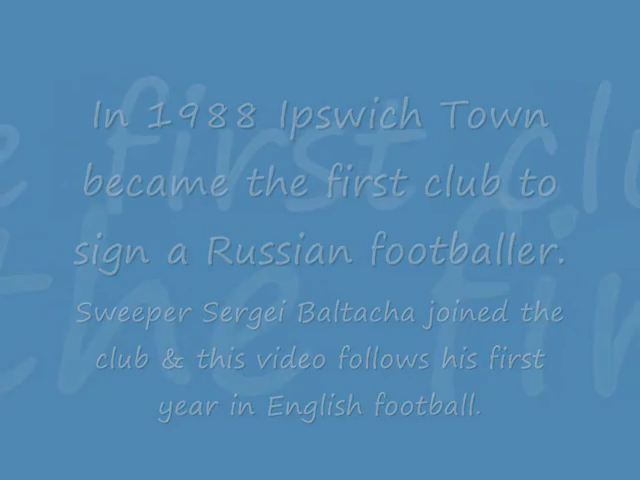 In 1988 Ipswich Town
became the first club to
sign a Russian footballer.
Sweeper Sergei Baltacha joined the
club & this video follows his first
year in English football.